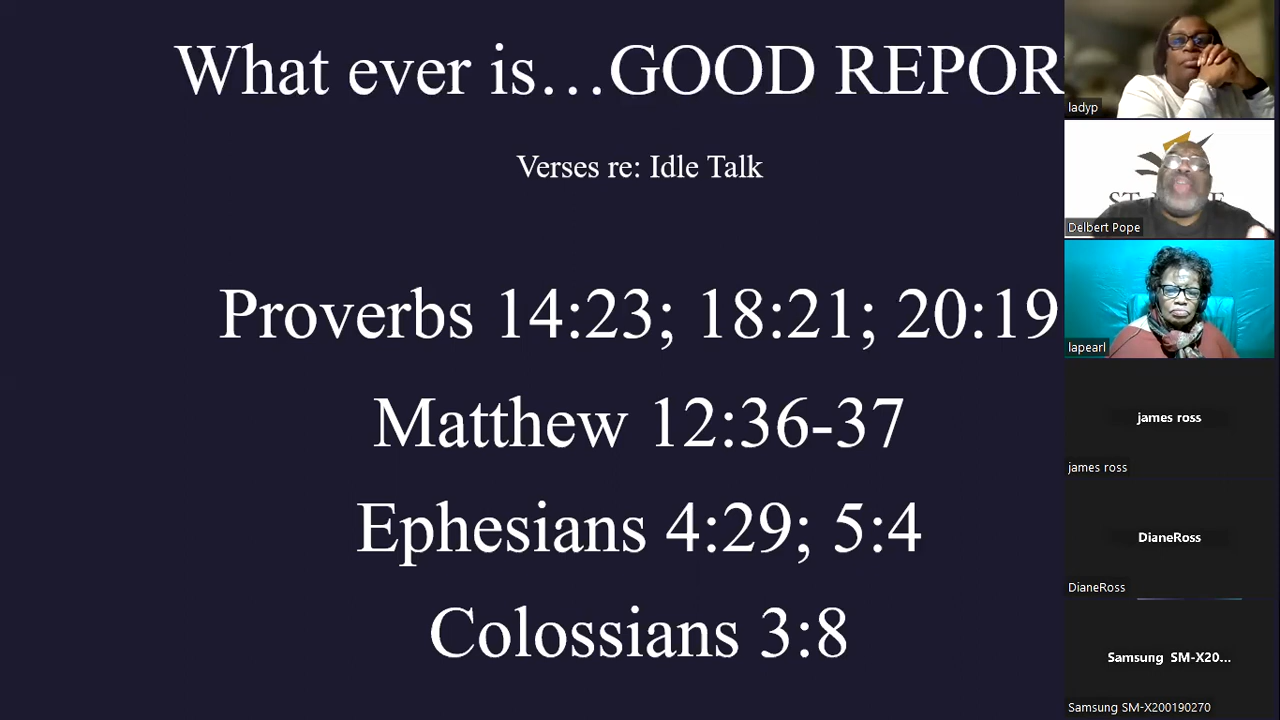 What ever is…GOOD REPOR
Verses re: Idle Talk
Proverbs 14:23; 18:21; 20:19
Matthew 12:36-37
Ephesians 4:29; 5:4
Colossians 3:8
ladyp
Delbert Pope
lapearl
james ross
james ross
DianeRoss
DianeRoss
Samsung SM-X20...
Samsung SM-X200190270